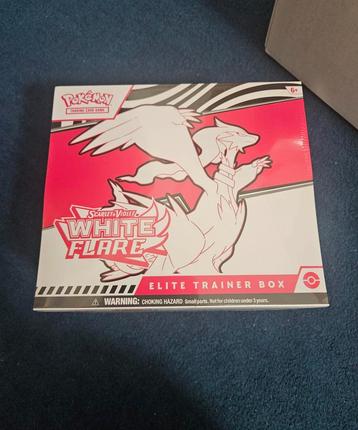 POKéMON
TRADING CARD GAME
6+
SCARLET & VIOLET
WHITE
FLARE
ELITE TRAINER BOX
WARNING: CHOKING HAZARD Small parts. Not for children under 3 years.